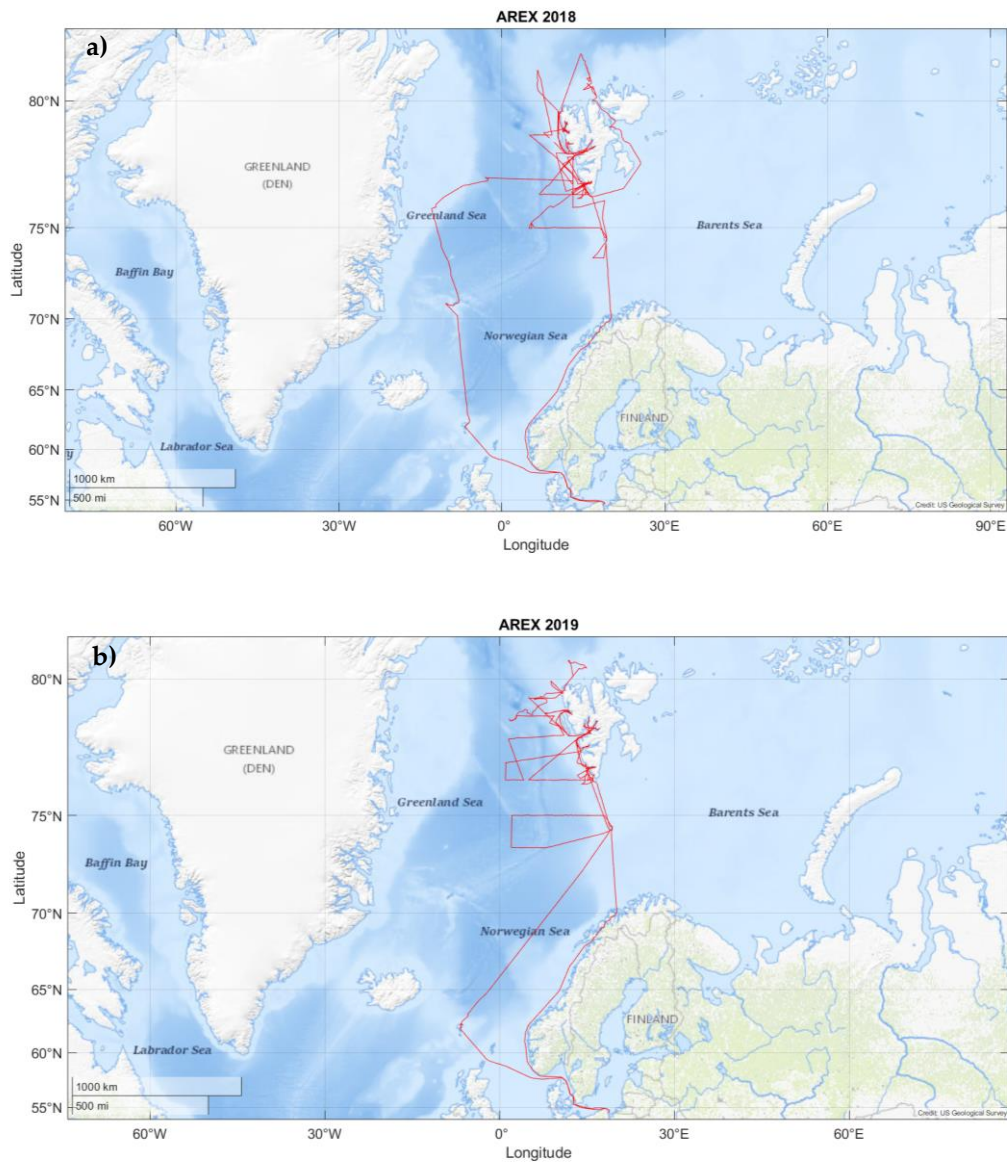 AREX 2018
a)
80°N
GREENLAND
(DEN)
75°N
Greenland Sea
Barents Sea
Baffin Bay
Latitude
70°N
Norwegian Sea
65°N
FINLAND
60°N
Labrador Sea
y
1000 km
500 mi
55°N
Credit: US Geological Survey
60°W
30°W
0°
30°E
60°E
90°E
Longitude
AREX 2019
b)
80°N
GREENLAND
(DEN)
Greenland Sea
75°N
Barents Sea
Baffin Bay
Latitude
70°N
Norwegian Sea
65°N
FINLAND
60°N
Labrador Sea
1000 km
500 mi
55°N
Credit: US Geological Survey
60°W
30°W
0°
30°E
60°E
Longitude